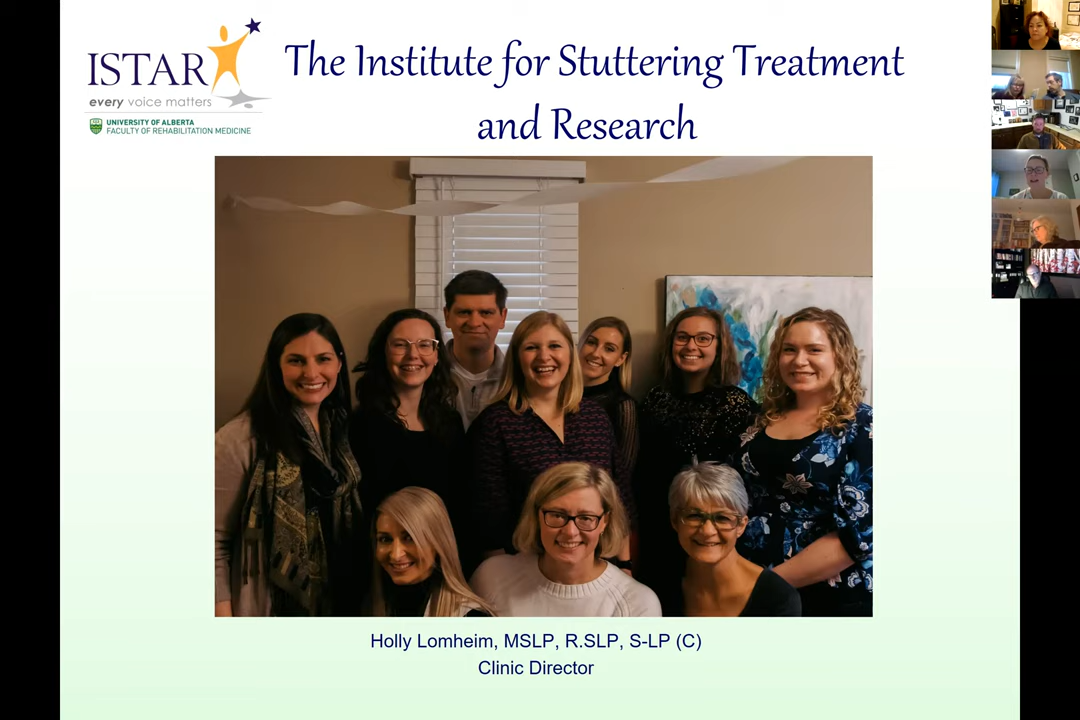 ISTAR
every voice matters
UNIVERSITY OF ALBERTA
FACULTY OF REHABILITATION MEDICINE
The Institute for Stuttering Treatment
and Research
Holly Lomheim, MSLP, R.SLP, S-LP (C)
Clinic Director